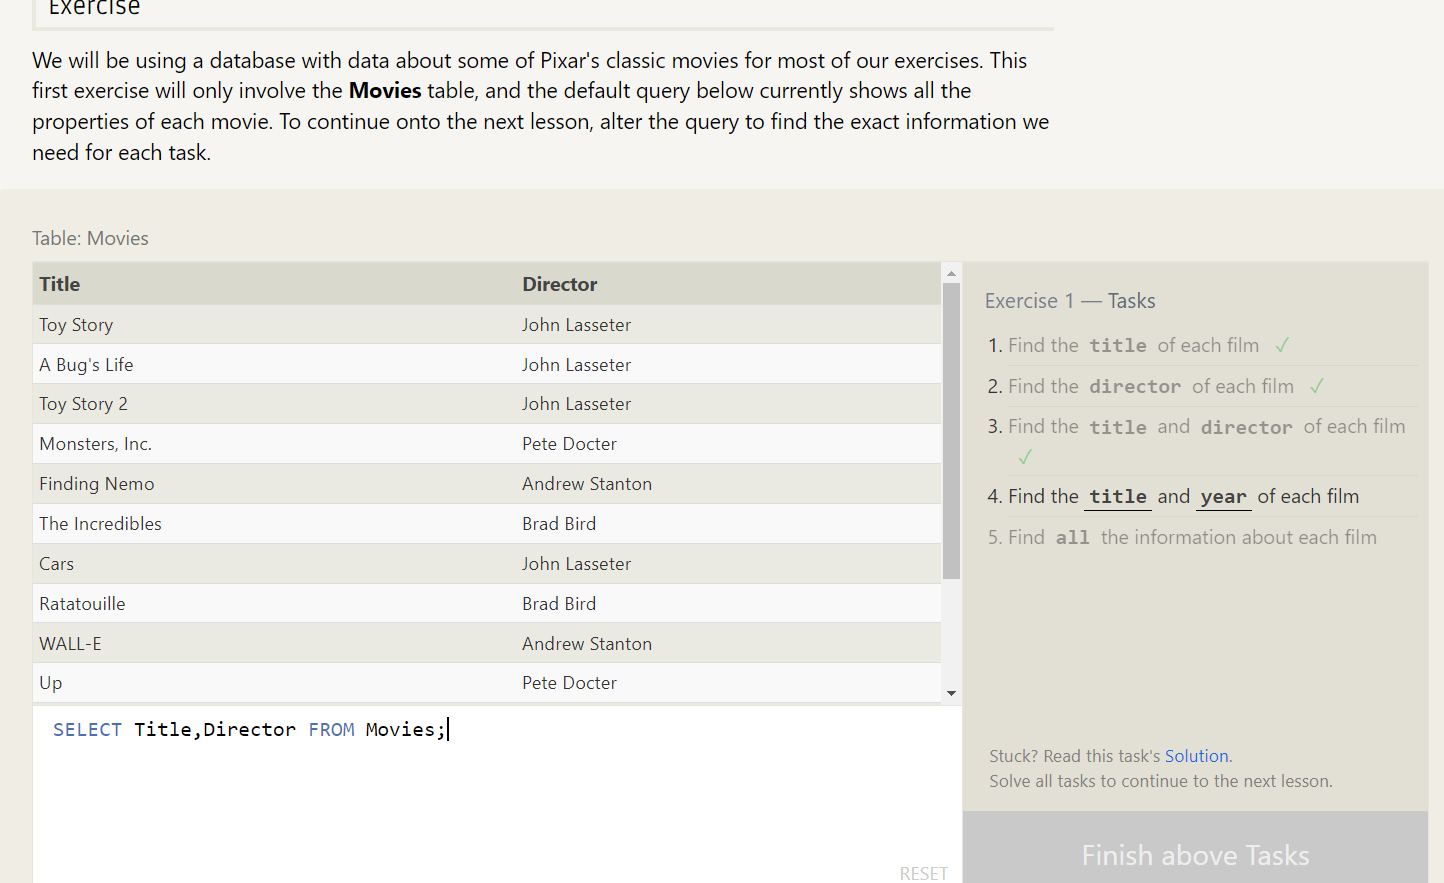 Exercise
We will be using a database with data about some of Pixar's classic movies for most of our exercises. This
first exercise will only involve the Movies table, and the default query below currently shows all the
properties of each movie. To continue onto the next lesson, alter the query to find the exact information we
need for each task.
Table: Movies
Title Director
Toy Story John Lasseter
A Bug's Life John Lasseter
Toy Story 2 John Lasseter
Monsters, Inc. Pete Docter
Finding Nemo Andrew Stanton
The Incredibles Brad Bird
Cars John Lasseter
Ratatouille Brad Bird
WALL-E Andrew Stanton
Up Pete Docter
SELECT Title,Director FROM Movies;
RESET
Exercise 1 — Tasks
1. Find the title of each film ✓
2. Find the director of each film ✓
3. Find the title and director of each film
✓
4. Find the title and year of each film
5. Find all the information about each film
Stuck? Read this task's Solution.
Solve all tasks to continue to the next lesson.
Finish above Tasks